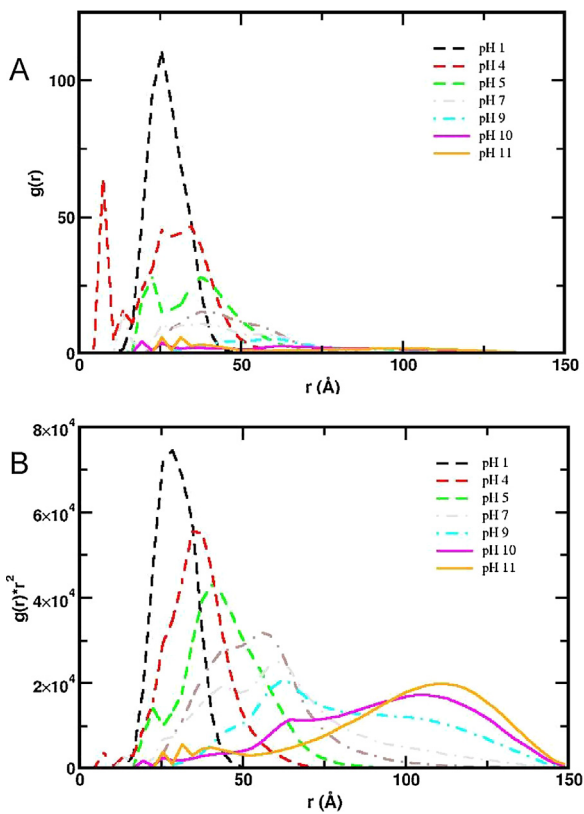 A
100
50
0
g(r)
0
50
100
150
r (Å)
pH 1
pH 4
pH 5
pH 7
pH 9
pH 10
pH 11
B
8×10⁴
6×10⁴
4×10⁴
2×10⁴
0
g(r)*r²
0
50
100
150
r (Å)
pH 1
pH 4
pH 5
pH 7
pH 9
pH 10
pH 11